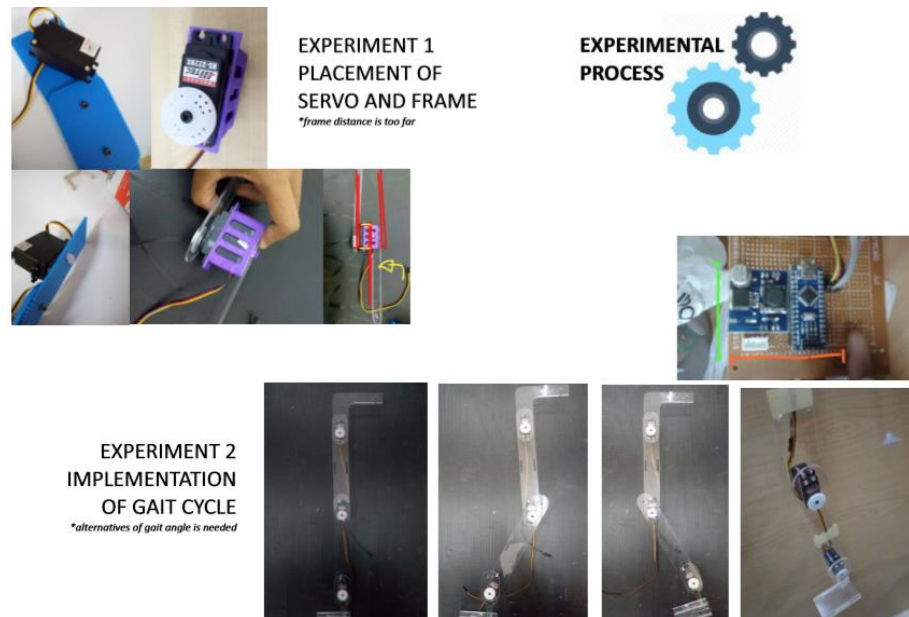 EXPERIMENT 1
PLACEMENT OF
SERVO AND FRAME
*frame distance is too far
EXPERIMENTAL
PROCESS
HITEC
EXPERIMENT 2
IMPLEMENTATION
OF GAIT CYCLE
*alternatives of gait angle is needed